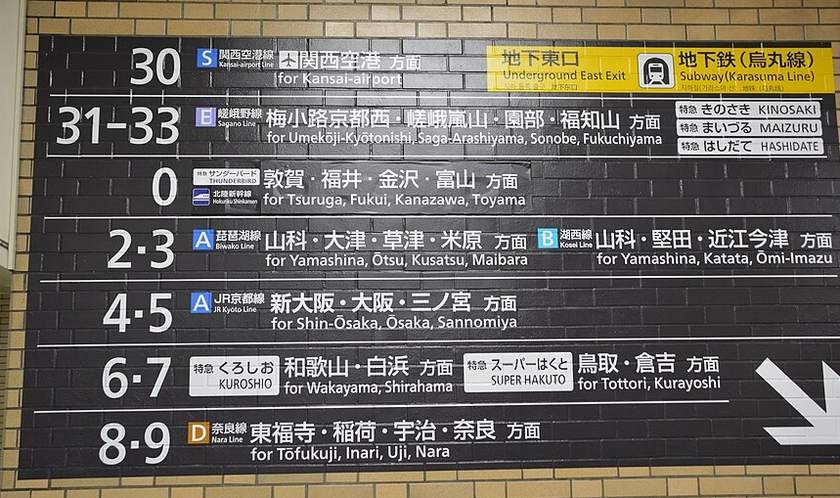 30 S 関西空港線 Kansai-airport Line 関西空港 方面 for Kansai-airport
地下東口 Underground East Exit
地下鉄（烏丸線） Subway(Karasuma Line)
31-33 E 嵯峨野線 Sagano Line 梅小路京都西・嵯峨嵐山・園部・福知山 方面
for Umekōji-Kyōtonishi, Saga-Arashiyama, Sonobe, Fukuchiyama
特急 きのさき KINOSAKI
特急 まいづる MAIZURU
特急 はしだて HASHIDATE
0 特急 サンダーバード THUNDERBIRD 敦賀・福井・金沢・富山 方面
北陸新幹線 Hokuriku Shinkansen for Tsuruga, Fukui, Kanazawa, Toyama
2・3 A 琵琶湖線 Biwako Line 山科・大津・草津・米原 方面
for Yamashina, Ōtsu, Kusatsu, Maibara
B 湖西線 Kosei Line 山科・堅田・近江今津 方面
for Yamashina, Katata, Ōmi-Imazu
4・5 A JR京都線 JR Kyōto Line 新大阪・大阪・三ノ宮 方面
for Shin-Ōsaka, Ōsaka, Sannomiya
6・7 特急 くろしお KUROSHIO 和歌山・白浜 方面
for Wakayama, Shirahama
特急 スーパーはくと SUPER HAKUTO 鳥取・倉吉 方面
for Tottori, Kurayoshi
8・9 D 奈良線 Nara Line 東福寺・稲荷・宇治・奈良 方面
for Tōfukuji, Inari, Uji, Nara